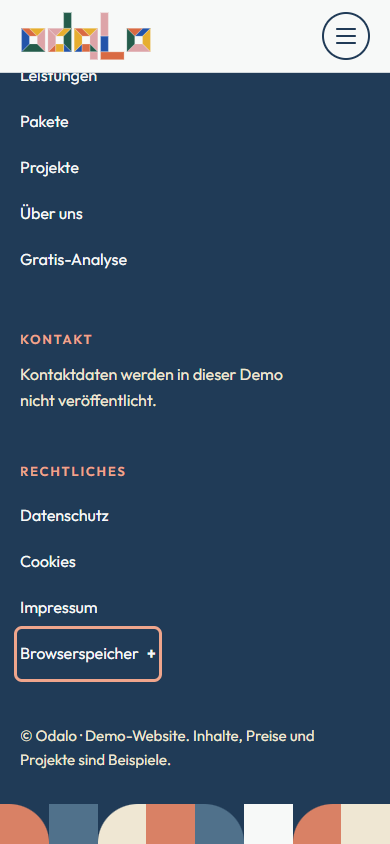 odalo
Leistungen
Pakete
Projekte
Über uns
Gratis-Analyse
KONTAKT
Kontaktdaten werden in dieser Demo
nicht veröffentlicht.
RECHTLICHES
Datenschutz
Cookies
Impressum
Browserspeicher +
© Odalo · Demo-Website. Inhalte, Preise und
Projekte sind Beispiele.